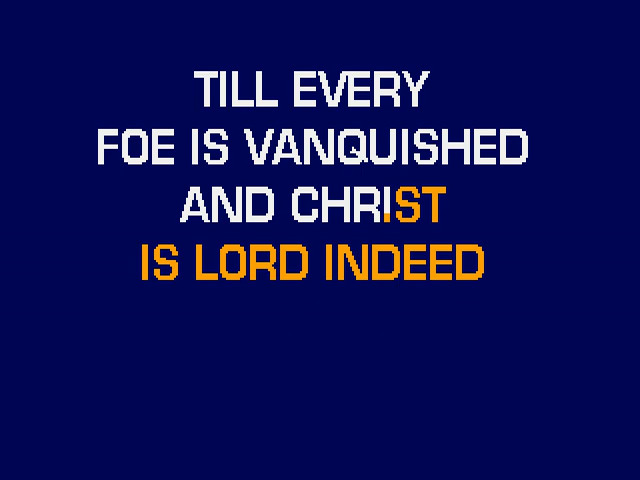 TILL EVERY
FOE IS VANQUISHED
AND CHRIST
IS LORD INDEED